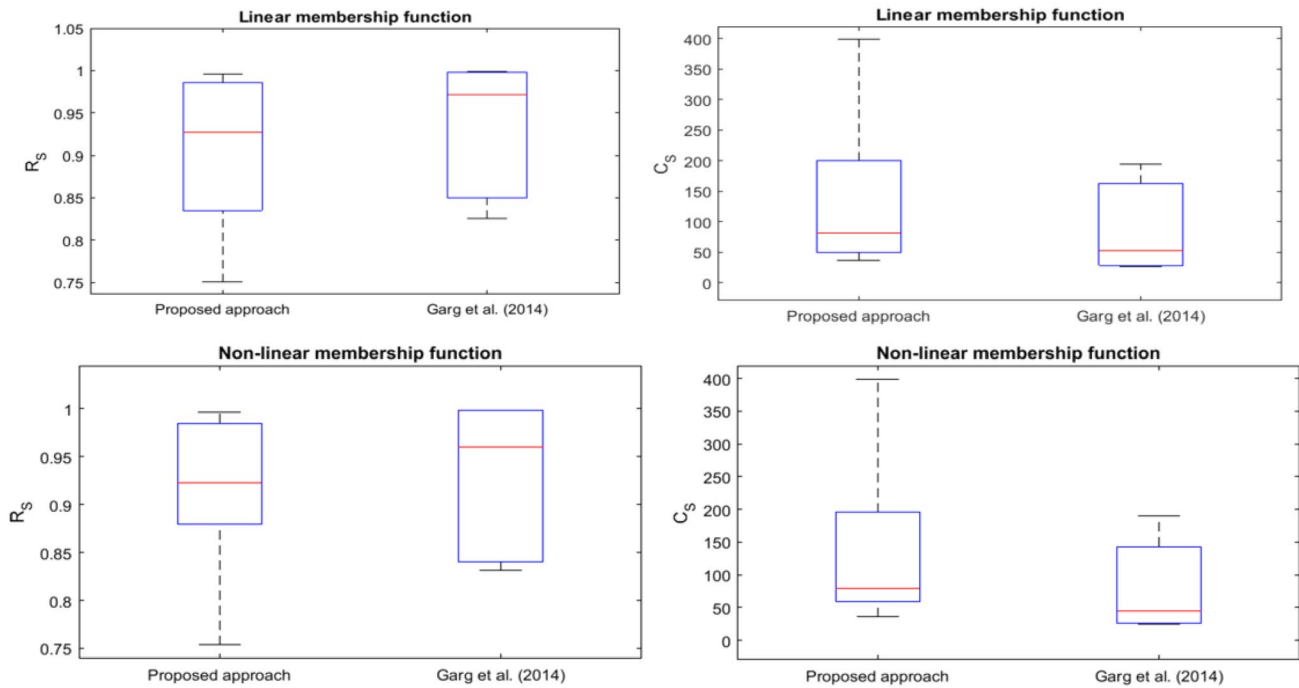 Linear membership function
1.05
1
0.95
0.9
0.85
0.8
0.75
R_S
Proposed approach
Garg et al. (2014)
Linear membership function
400
350
300
250
200
150
100
50
0
C_S
Proposed approach
Garg et al. (2014)
Non-linear membership function
1
0.95
0.9
0.85
0.8
0.75
R_S
Proposed approach
Garg et al. (2014)
Non-linear membership function
400
350
300
250
200
150
100
50
0
C_S
Proposed approach
Garg et al. (2014)